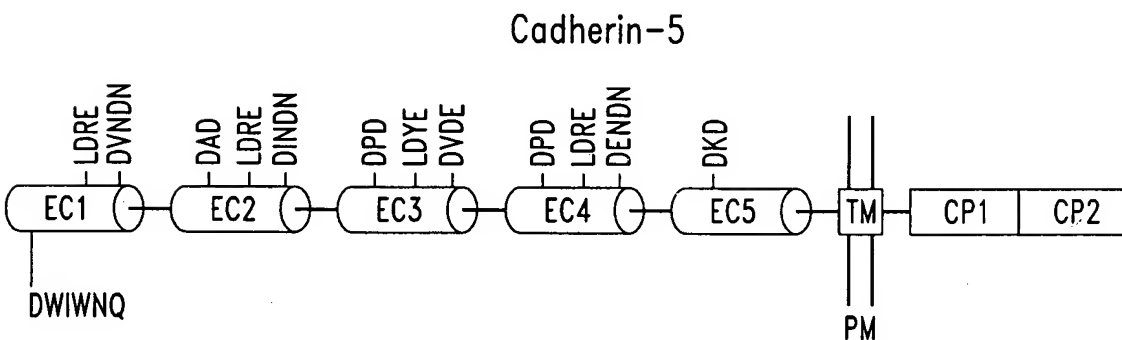 Cadherin-5
LDRE DVNDN DAD LDRE DINDN DPD LDYE DVDE DPD LDRE DENDN DKD
EC1 EC2 EC3 EC4 EC5 TM CP1 CP2
DWIWNQ
PM